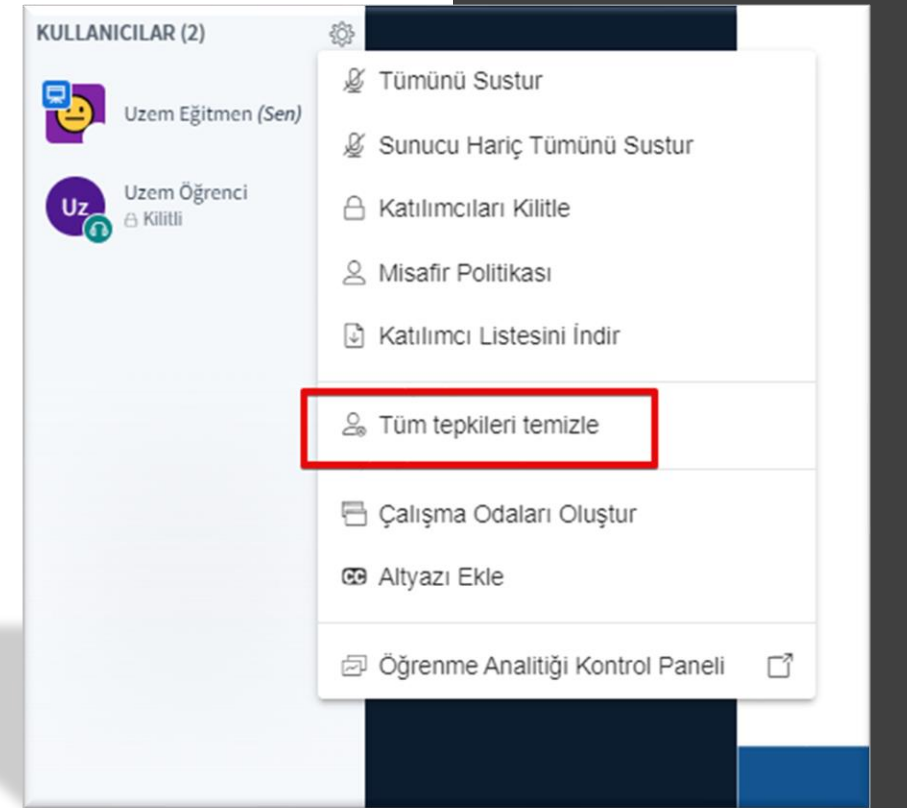 KULLANICILAR (2)
Uzem Eğitmen (Sen)
Uz
Uzem Öğrenci
Kilitli
Tümünü Sustur
Sunucu Hariç Tümünü Sustur
Katılımcıları Kilitle
Misafir Politikası
Katılımcı Listesini İndir
Tüm tepkileri temizle
Çalışma Odaları Oluştur
CC Altyazı Ekle
Öğrenme Analitiği Kontrol Paneli